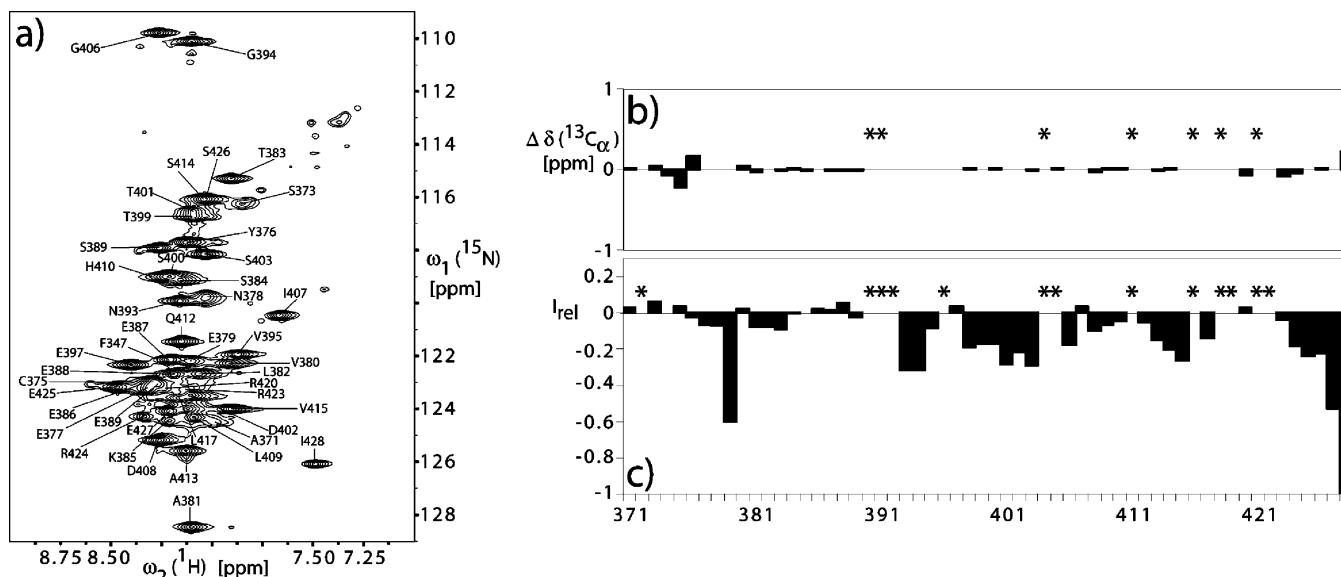 a)
G406
G394
110
112
114
S426
S414
T383
T401
S373
116
T399
Y376
S389
S400
S403
118
H410
S384
N378
N393
I407
120
Q412
E387
E379
V395
F347
122
E397
E388
V380
L382
C375
R420
E425
R423
E386
V415
124
E389
E377
E427
D402
R424
L417
A371
I428
K385
L409
D408
126
A413
A381
128
ω1 (15N)
[ppm]
8.75 8.50 7.50 7.25
ω2 (1H) [ppm]
b)
1
Δ δ (13Cα)
[ppm]
** * * * * *
0
-1
0.2
* *** * ** * * ** **
Irel
0
-0.2
-0.4
-0.6
-0.8
-1
c)
371 381 391 401 411 421